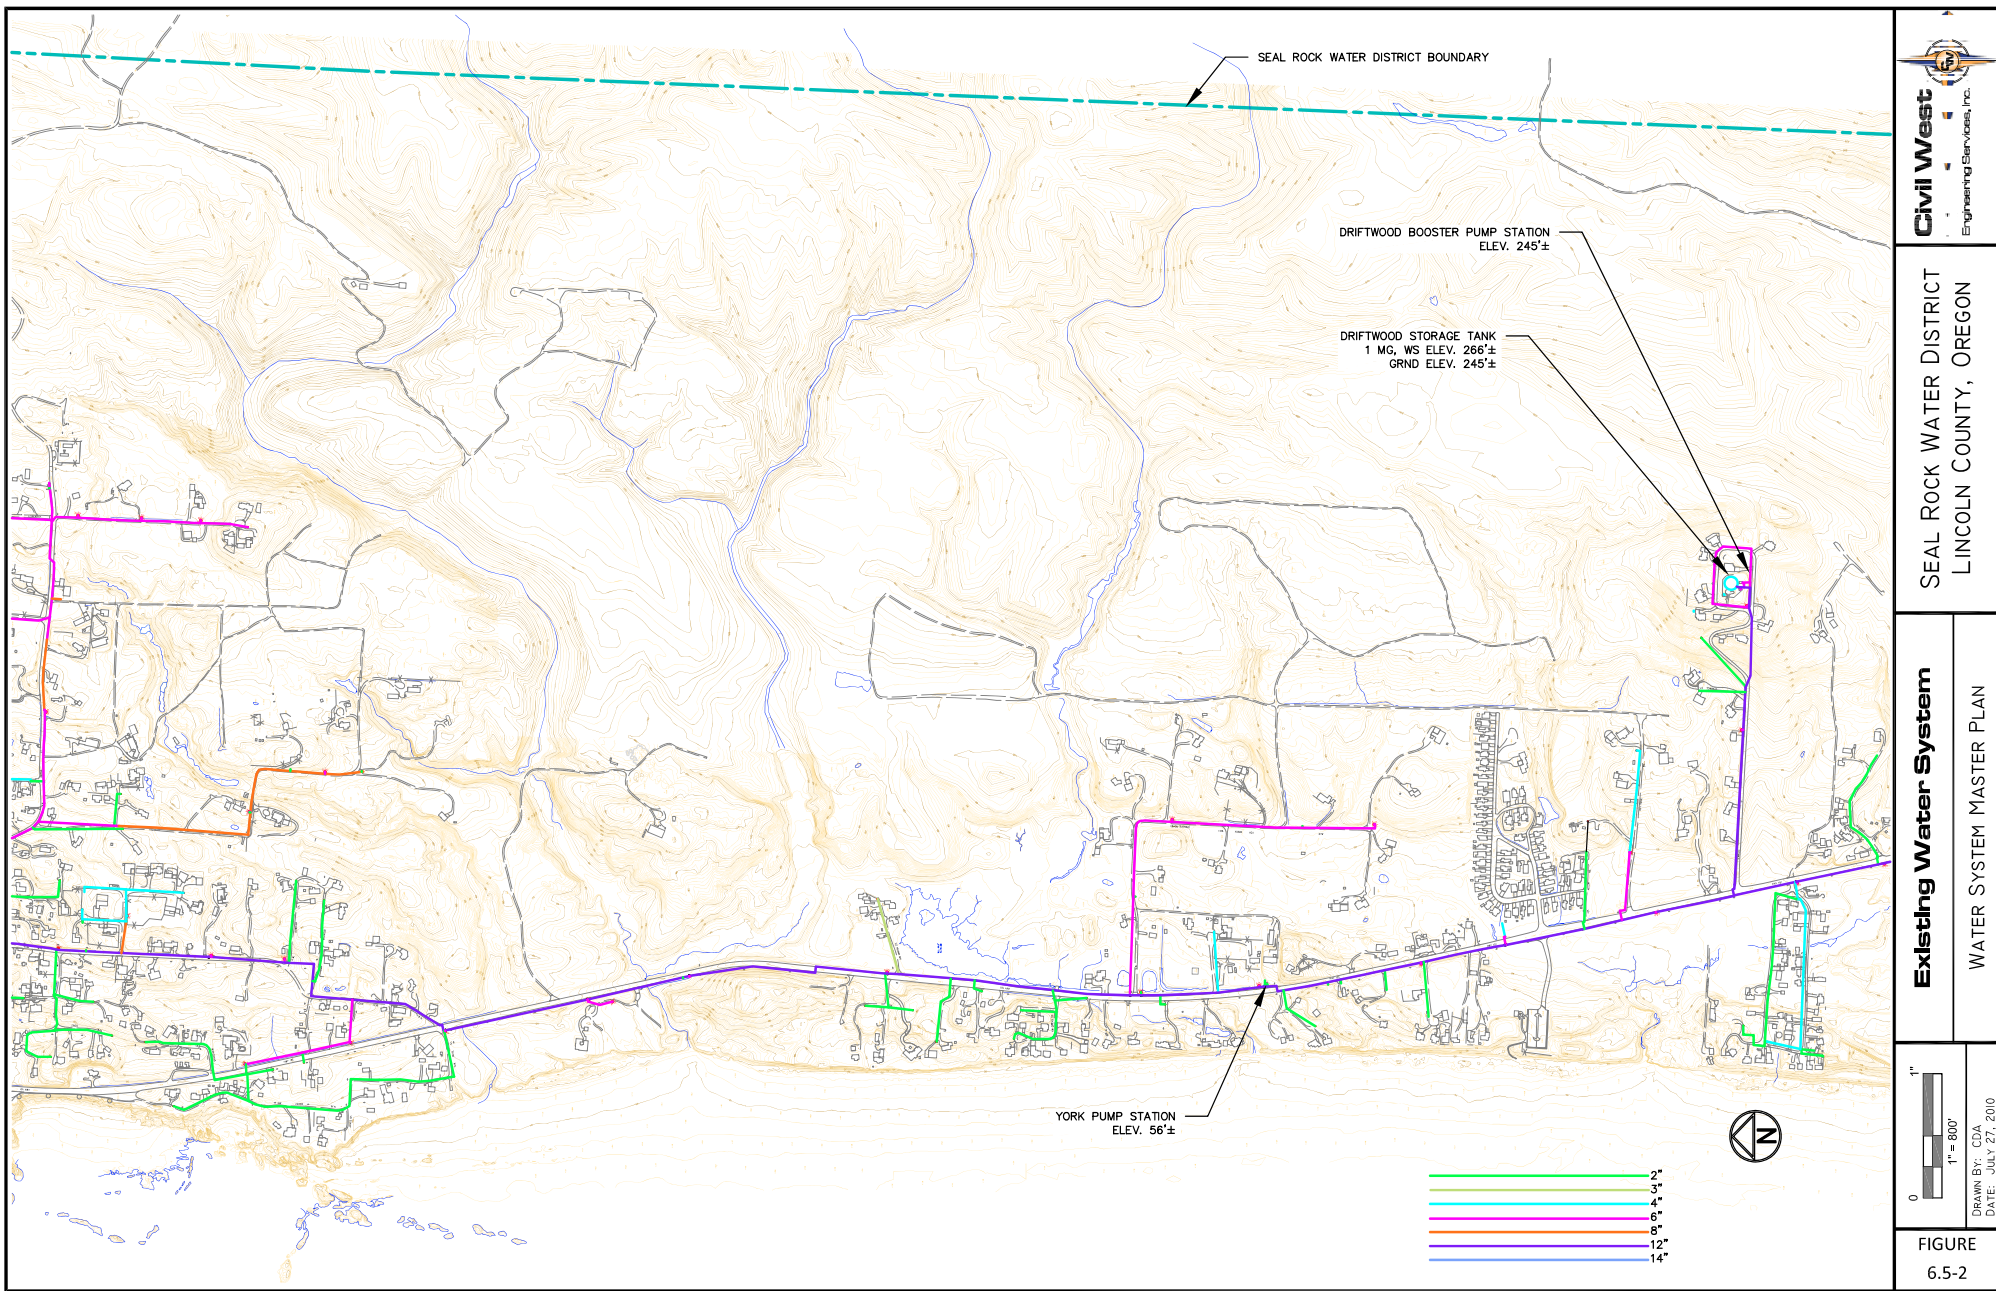 SEAL ROCK WATER DISTRICT BOUNDARY
DRIFTWOOD BOOSTER PUMP STATION
ELEV. 245'±
DRIFTWOOD STORAGE TANK
1 MG, WS ELEV. 266'±
GRND ELEV. 245'±
YORK PUMP STATION
ELEV. 56'±
N
2"
3"
4"
6"
8"
12"
14"
CW
Civil West
Engineering Services, Inc.
SEAL ROCK WATER DISTRICT
LINCOLN COUNTY, OREGON
Existing Water System
WATER SYSTEM MASTER PLAN
0
1"
1" = 800'
DRAWN BY: CDA
DATE: JULY 27, 2010
FIGURE
6.5-2